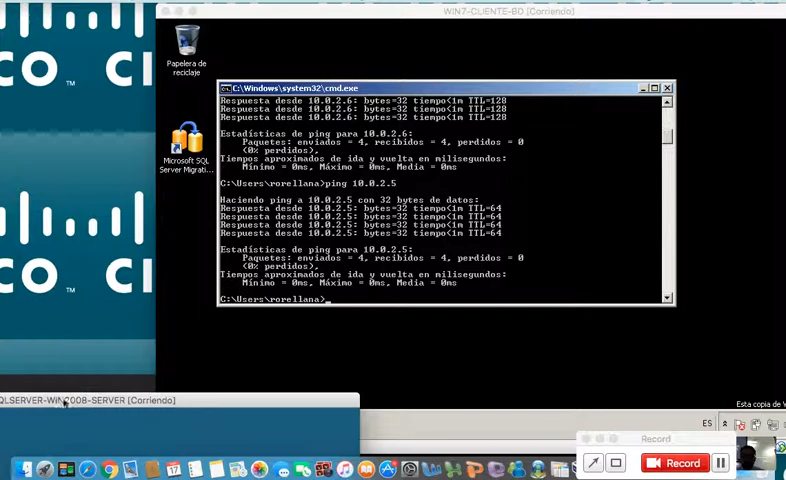 WIN7-CLIENTE-BD [Corriendo]
Papelera de
reciclaje
C:\Windows\system32\cmd.exe
Respuesta desde 10.0.2.6: bytes=32 tiempo<1m TTL=128
Respuesta desde 10.0.2.6: bytes=32 tiempo<1m TTL=128
Respuesta desde 10.0.2.6: bytes=32 tiempo<1m TTL=128
Estadísticas de ping para 10.0.2.6:
Paquetes: enviados = 4, recibidos = 4, perdidos = 0
(0% perdidos),
Tiempos aproximados de ida y vuelta en milisegundos:
Mínimo = 0ms, Máximo = 0ms, Media = 0ms
Microsoft SQL
Server Migrati...
C:\Users\rorellana>ping 10.0.2.5
Haciendo ping a 10.0.2.5 con 32 bytes de datos:
Respuesta desde 10.0.2.5: bytes=32 tiempo<1m TTL=64
Respuesta desde 10.0.2.5: bytes=32 tiempo<1m TTL=64
Respuesta desde 10.0.2.5: bytes=32 tiempo<1m TTL=64
Respuesta desde 10.0.2.5: bytes=32 tiempo<1m TTL=64
Estadísticas de ping para 10.0.2.5:
Paquetes: enviados = 4, recibidos = 4, perdidos = 0
(0% perdidos),
Tiempos aproximados de ida y vuelta en milisegundos:
Mínimo = 0ms, Máximo = 0ms, Media = 0ms
C:\Users\rorellana>_
CO CI
CO CI
QLSERVER-WIN2008-SERVER [Corriendo]
Esta copia de
ES
Record
Record
17